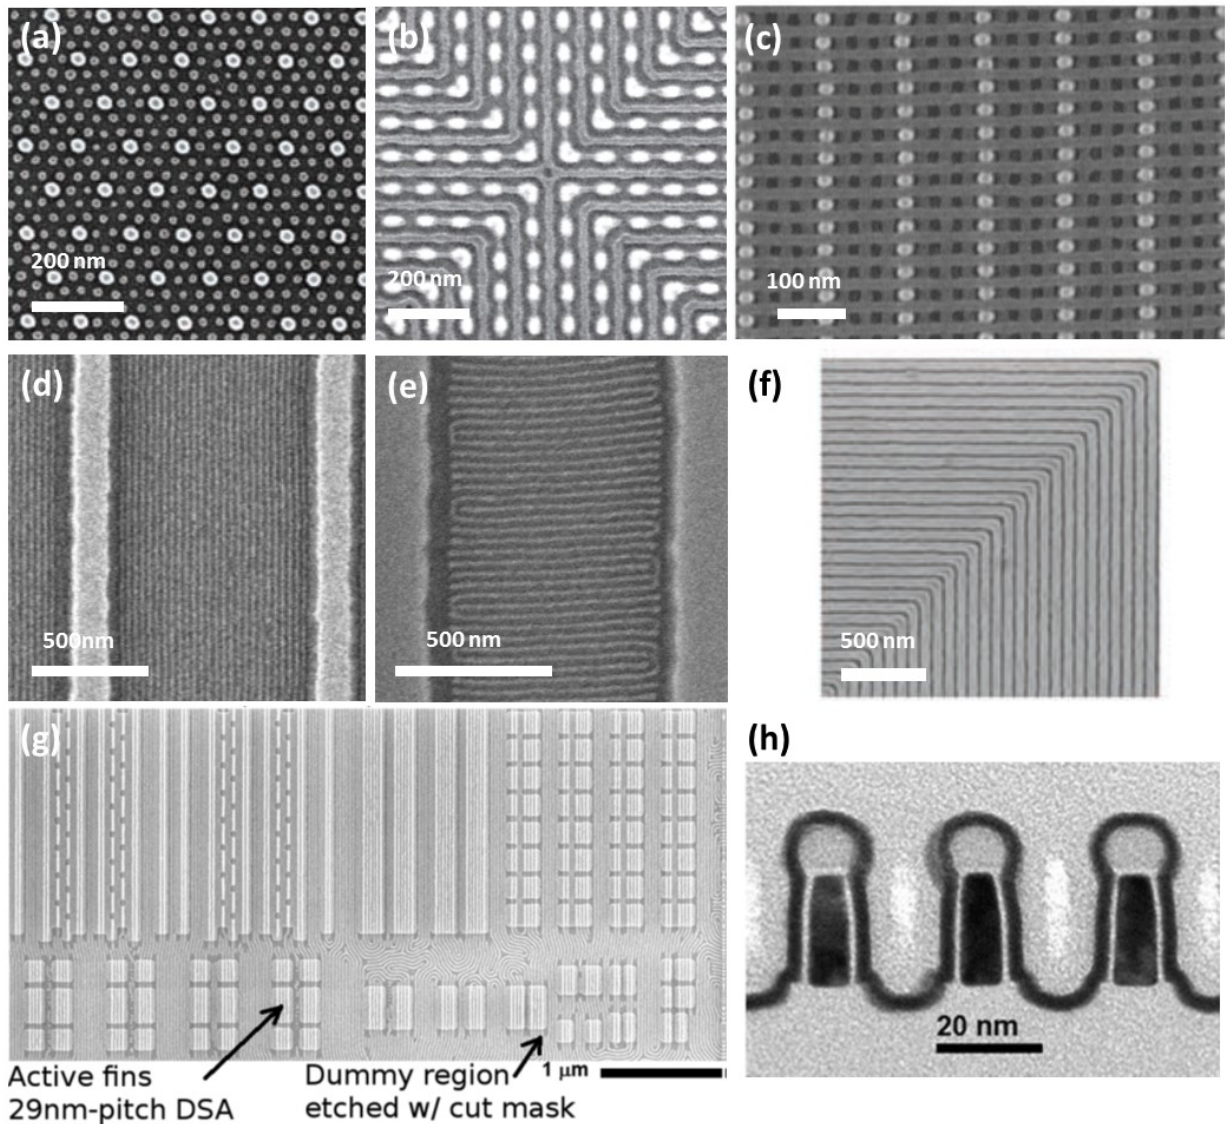 (a)
(b)
(c)
200 nm
200 nm
100 nm
(d)
(e)
(f)
500nm
500 nm
500 nm
(g)
(h)
20 nm
Active fins
29nm-pitch DSA
Dummy region
etched w/ cut mask
1 µm